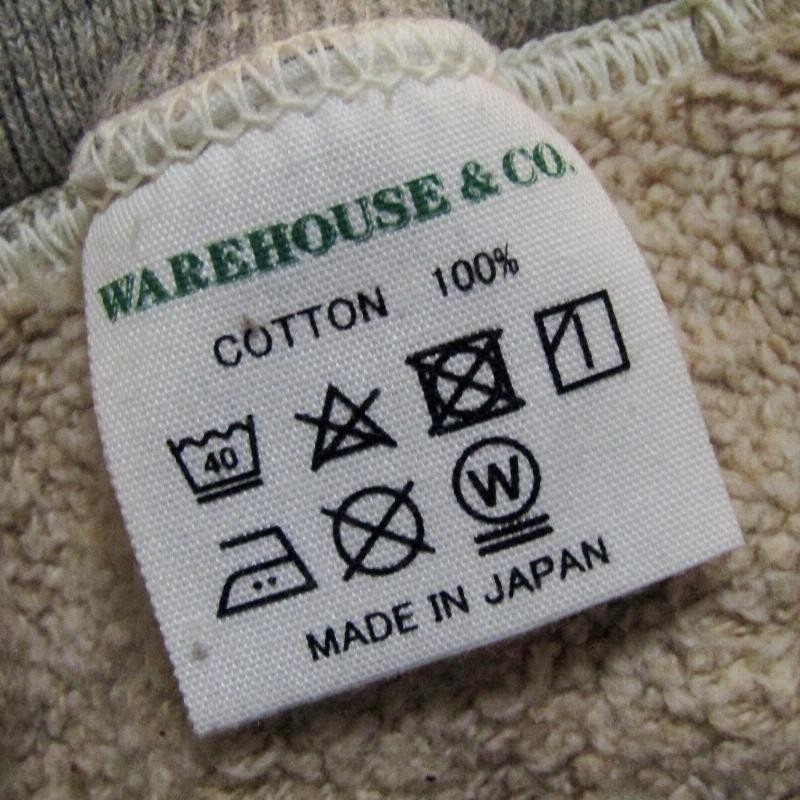 WAREHOUSE & CO.
COTTON 100%
40
W
MADE IN JAPAN